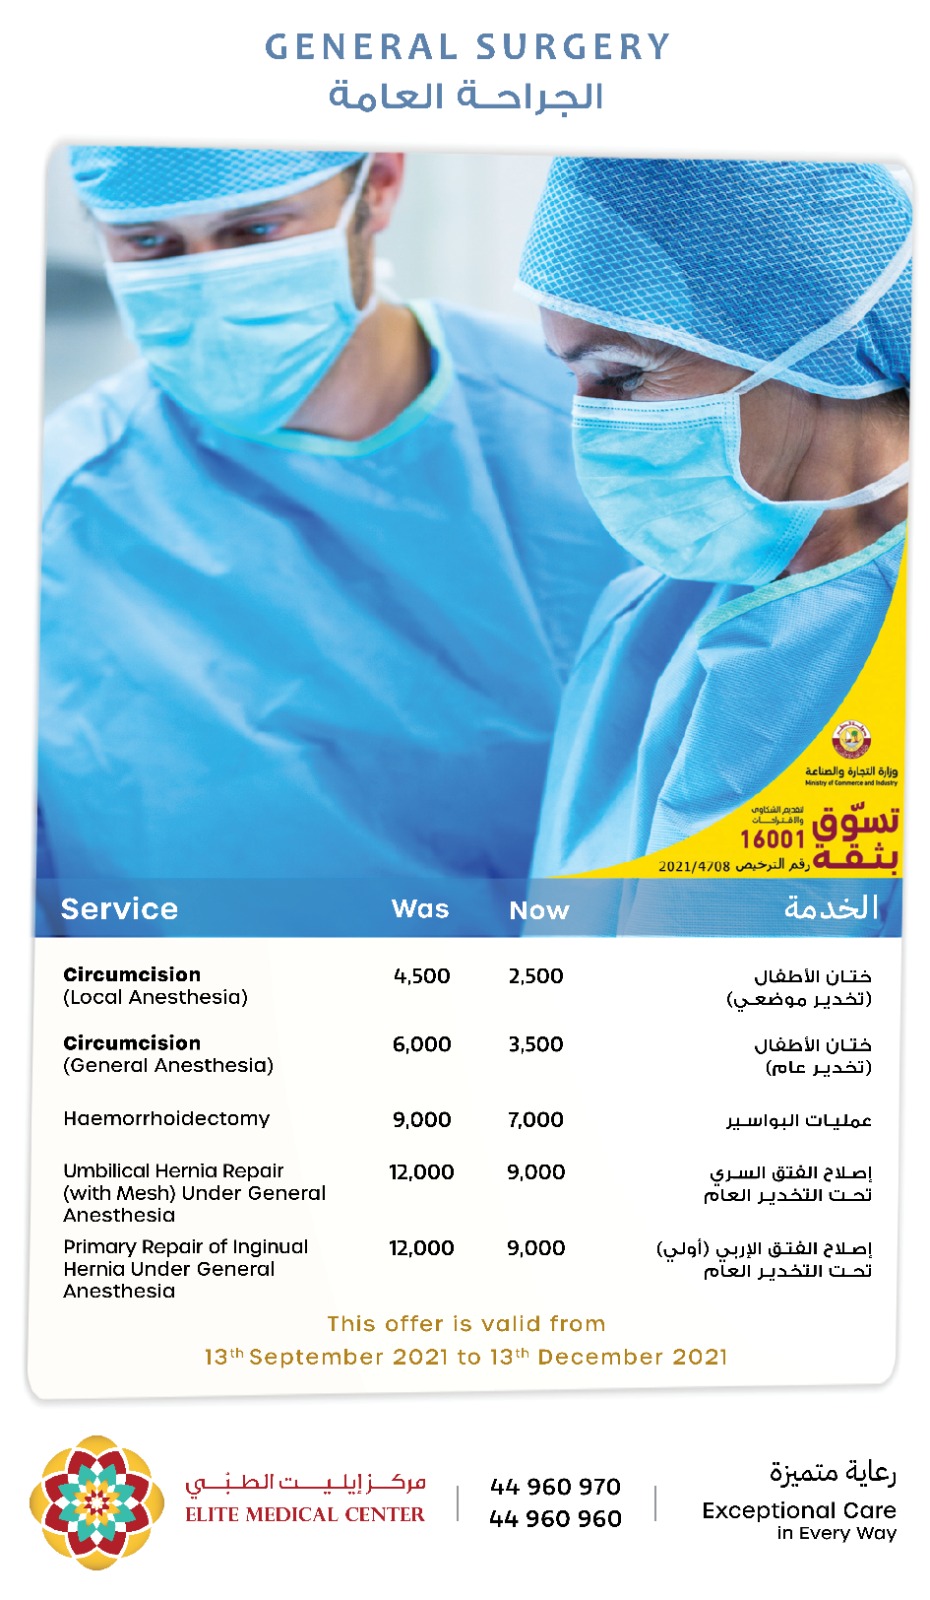 GENERAL SURGERY
الجراحة العامة
وزارة التجارة والصناعة
Ministry of Commerce and Industry
لتقديم الشكاوى
والاقتراحات
16001
تسوّق
بثقة
رقم الترخيص 2021/4708
Service Was Now الخدمة
Circumcision 4,500 2,500 ختان الأطفال
(Local Anesthesia) (تخدير موضعي)
Circumcision 6,000 3,500 ختان الأطفال
(General Anesthesia) (تخدير عام)
Haemorrhoidectomy 9,000 7,000 عمليات البواسير
Umbilical Hernia Repair 12,000 9,000 إصلاح الفتق السري
(with Mesh) Under General تحت التخدير العام
Anesthesia
Primary Repair of Inginual 12,000 9,000 إصلاح الفتق الإربي (أولي)
Hernia Under General تحت التخدير العام
Anesthesia
This offer is valid from
13th September 2021 to 13th December 2021
مركز إيليت الطبّي
ELITE MEDICAL CENTER
44 960 970
44 960 960
رعاية متميزة
Exceptional Care
in Every Way